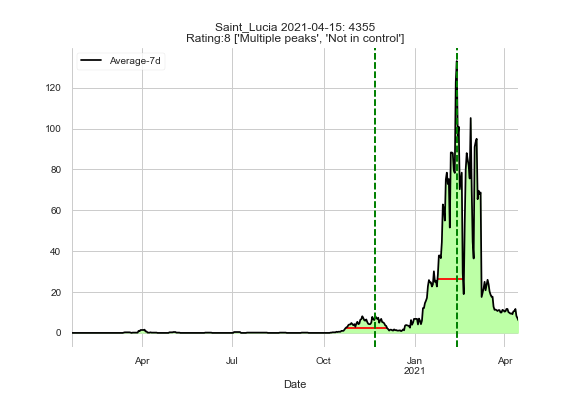 Saint_Lucia 2021-04-15: 4355
Rating:8 ['Multiple peaks', 'Not in control']
Average-7d
120
100
80
60
40
20
0
Apr
Jul
Oct
Jan
2021
Apr
Date